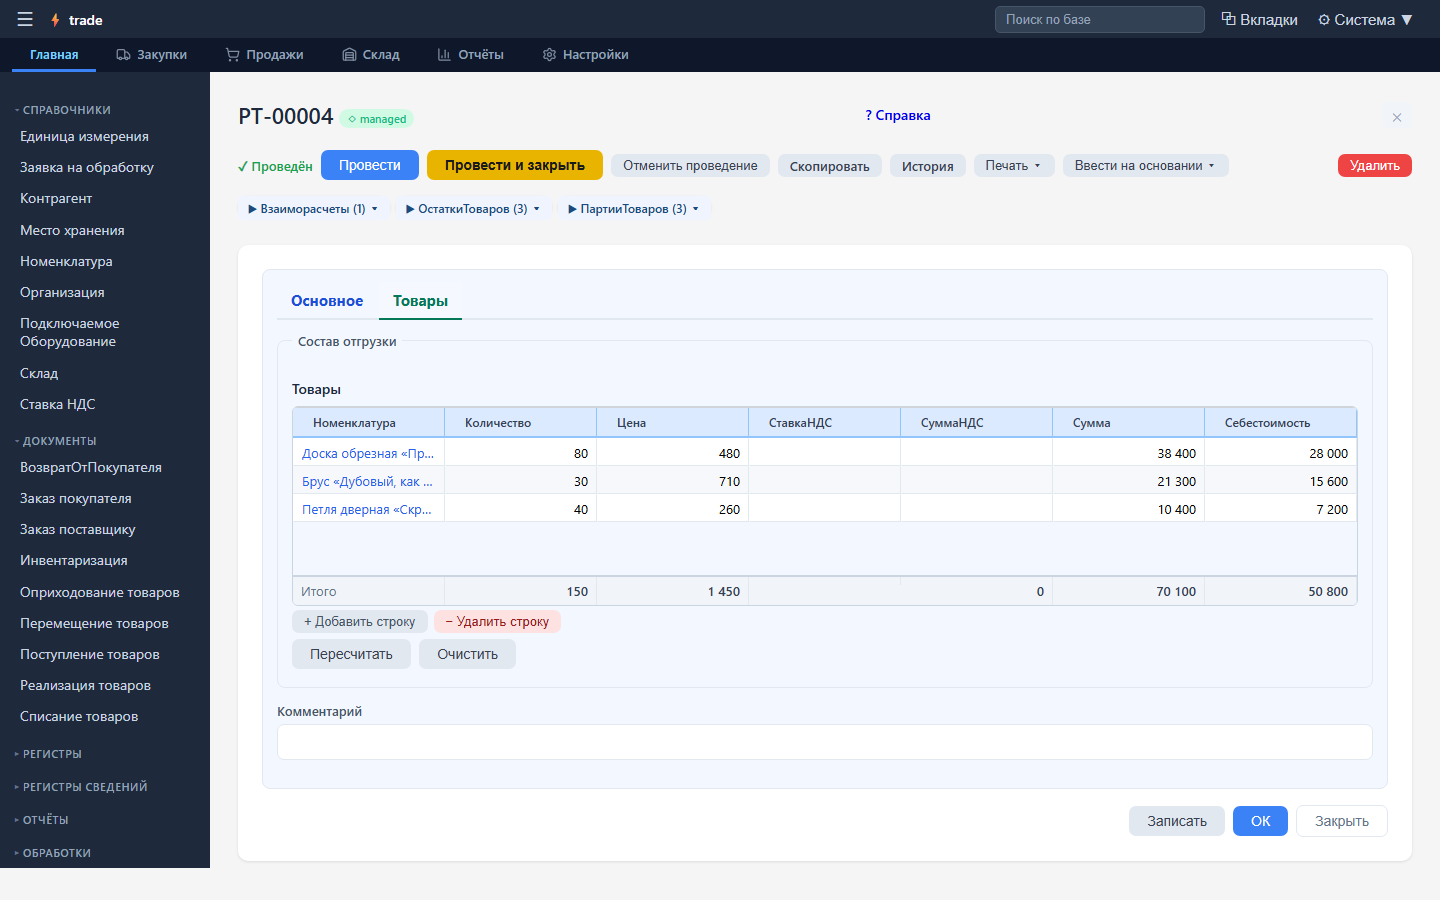 trade
Поиск по базе
Вкладки
Система ▼
Главная
Закупки
Продажи
Склад
Отчёты
Настройки
СПРАВОЧНИКИ
Единица измерения
Заявка на обработку
Контрагент
Место хранения
Номенклатура
Организация
Подключаемое
Оборудование
Склад
Ставка НДС
ДОКУМЕНТЫ
ВозвратОтПокупателя
Заказ покупателя
Заказ поставщику
Инвентаризация
Оприходование товаров
Перемещение товаров
Поступление товаров
Реализация товаров
Списание товаров
РЕГИСТРЫ
РЕГИСТРЫ СВЕДЕНИЙ
ОТЧЁТЫ
ОБРАБОТКИ
РТ-00004 ◇ managed
? Справка
×
✓ Проведён Провести Провести и закрыть Отменить проведение Скопировать История Печать ▾ Ввести на основании ▾ Удалить
▶ Взаиморасчеты (1) ▾ ▶ ОстаткиТоваров (3) ▾ ▶ ПартииТоваров (3) ▾
Основное Товары
Состав отгрузки
Товары
Номенклатура Количество Цена СтавкаНДС СуммаНДС Сумма Себестоимость
Доска обрезная «Пр... 80 480 38 400 28 000
Брус «Дубовый, как ... 30 710 21 300 15 600
Петля дверная «Скр... 40 260 10 400 7 200
Итого 150 1 450 0 70 100 50 800
+ Добавить строку − Удалить строку
Пересчитать Очистить
Комментарий
Записать ОК Закрыть